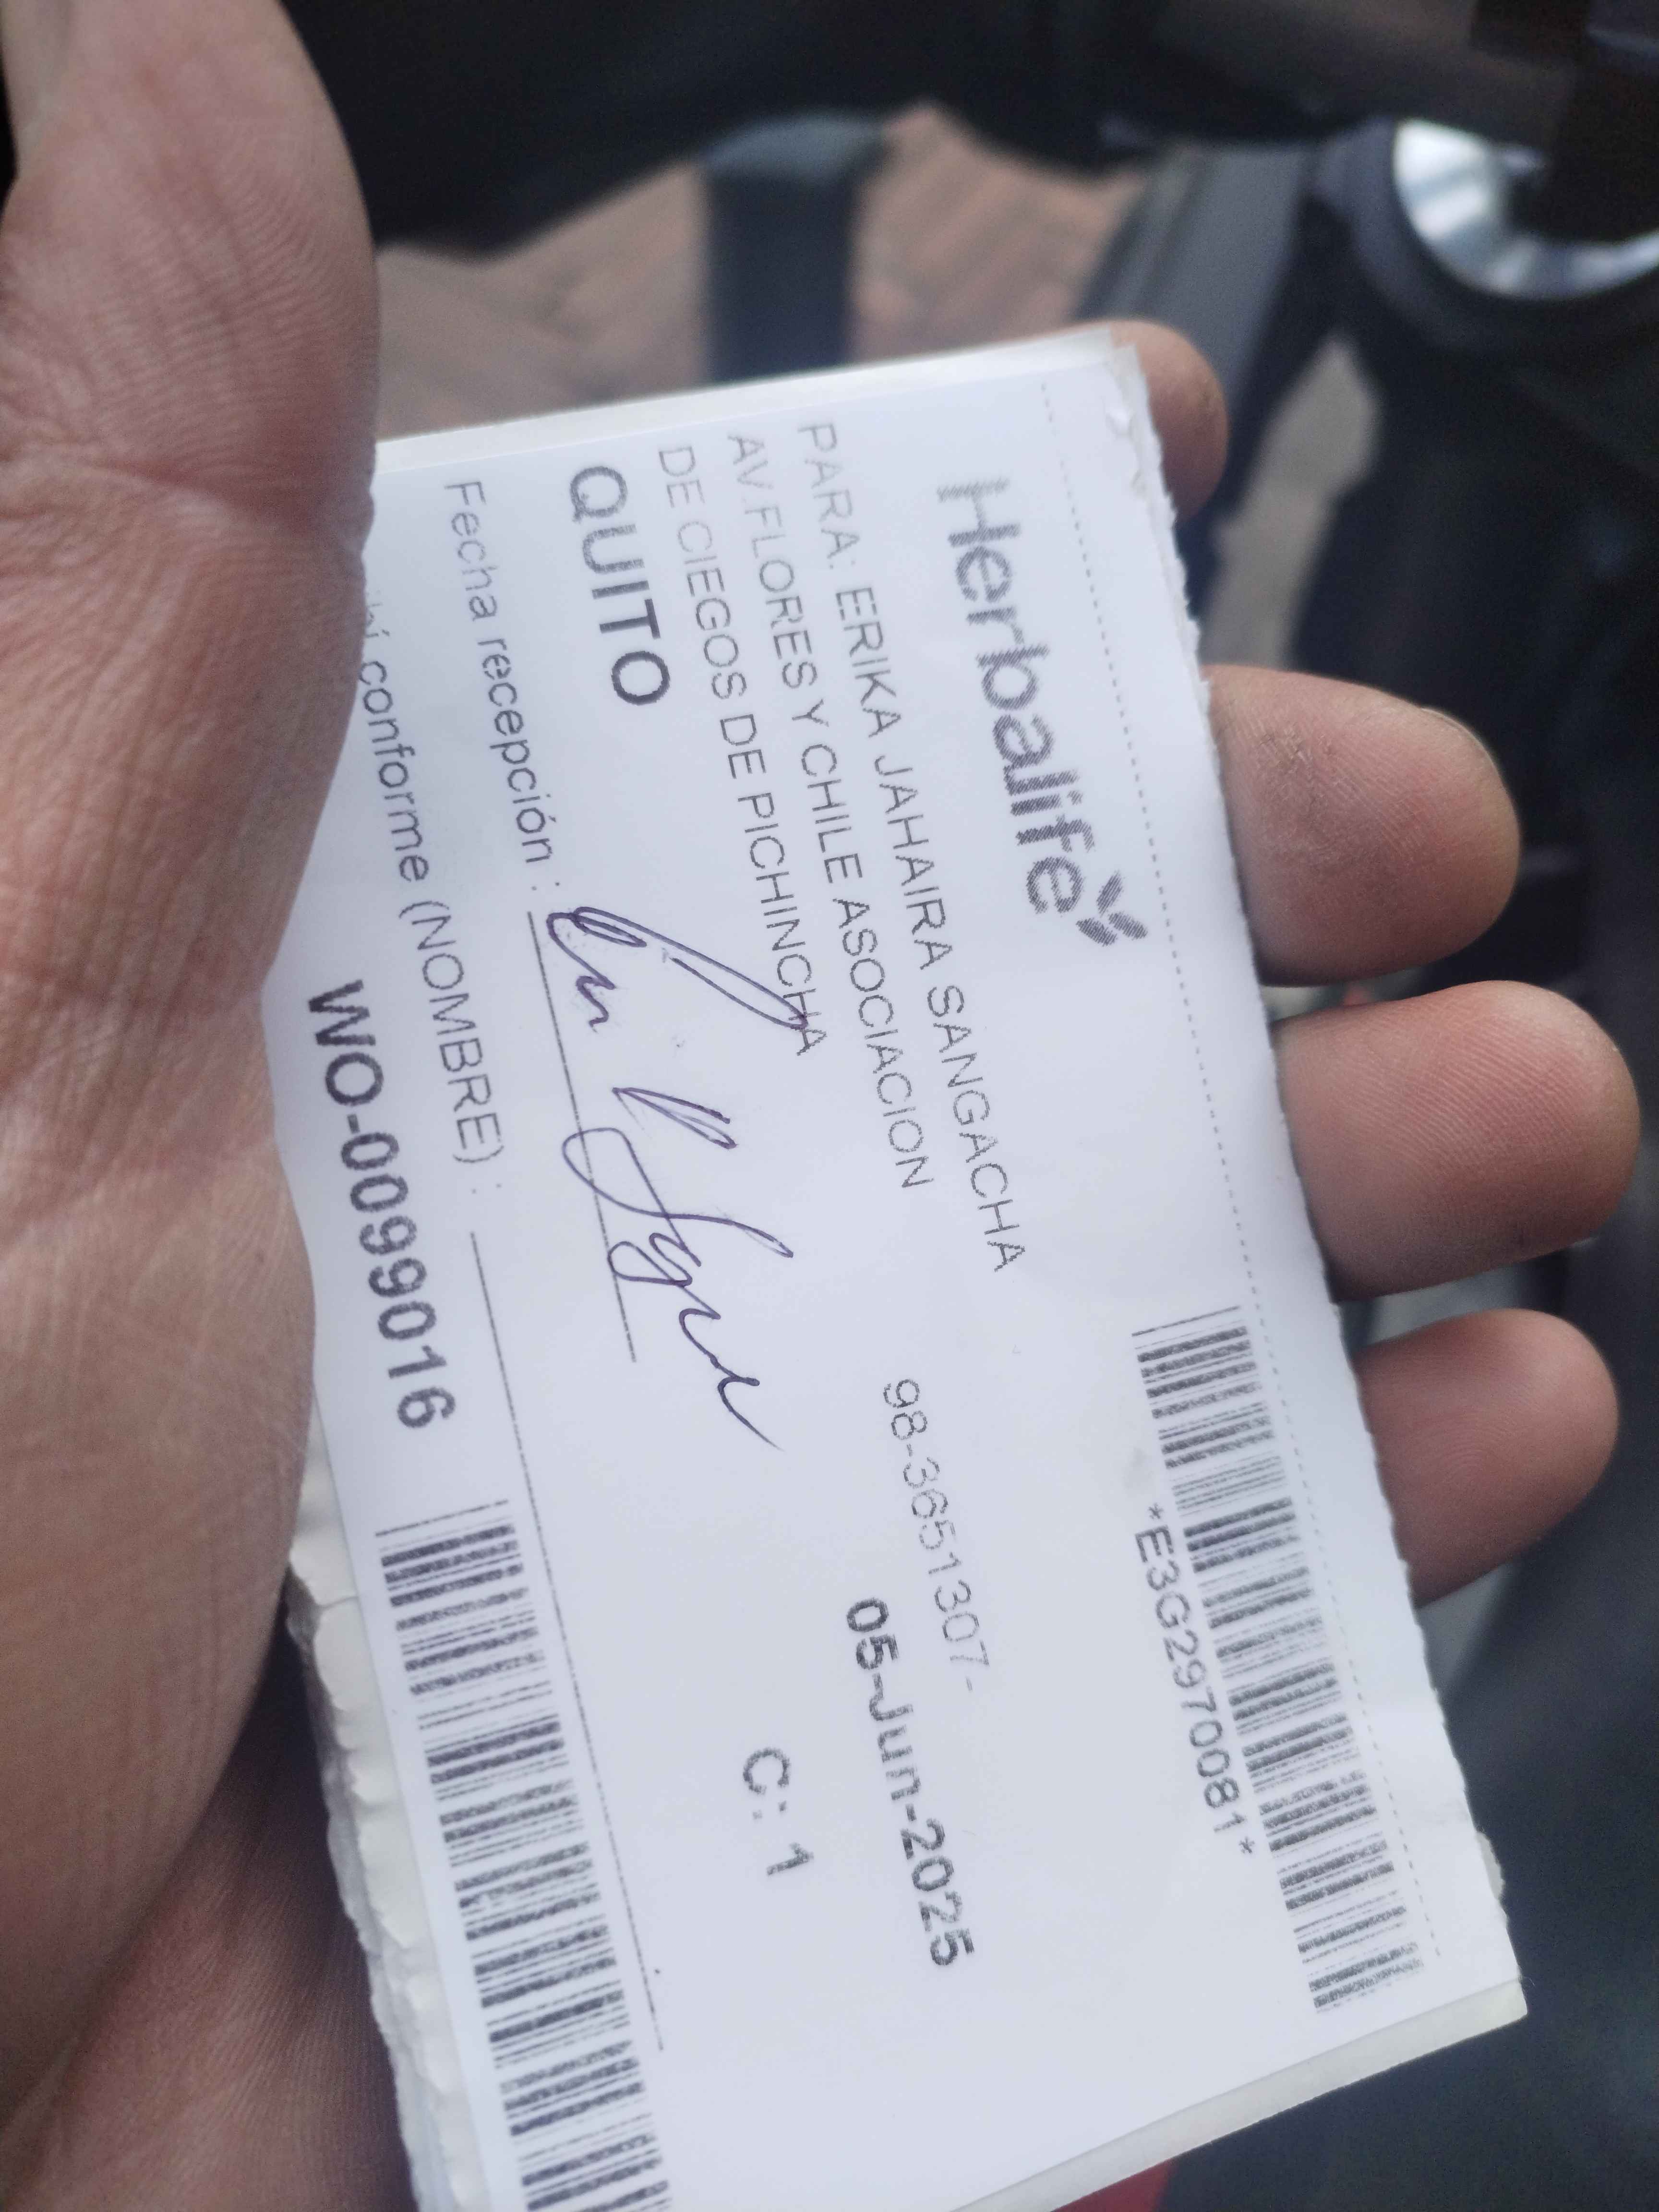 Herbalife
*E3G2970081*
PARA: ERIKA JAHAIRA SANGACHA
AV.FLORES Y CHILE ASOCIACION
98-3651307-
DE CIEGOS DE PICHINCHA
05-Jun-2025
QUITO
C: 1
Fecha recepción :
conforme (NOMBRE) :
WO-0099016